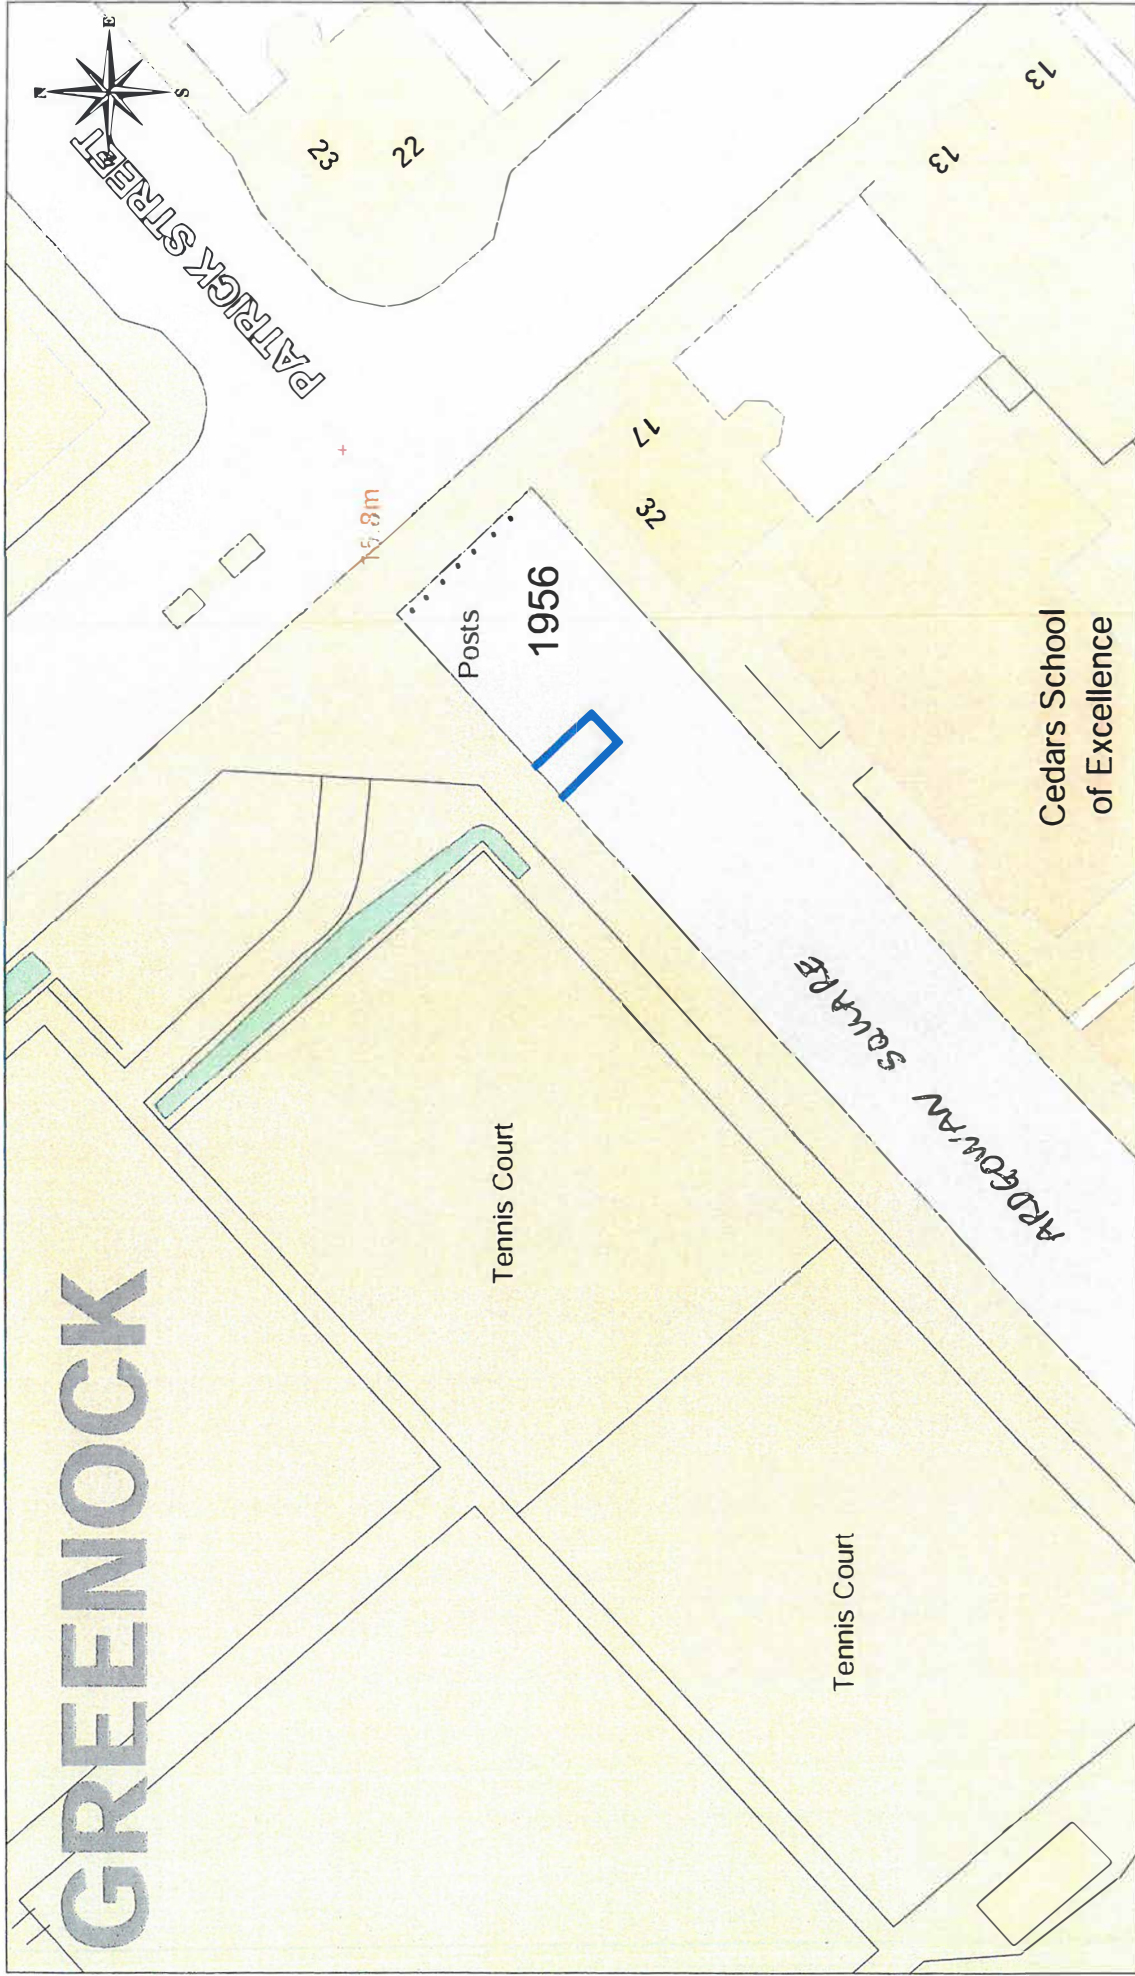 GREENOCK
PATRICK STREET
N
E
S
23
22
15.8m
Posts
1956
17
32
13
13
Tennis Court
Tennis Court
ARDGOWAN SQUARE
Cedars School
of Excellence